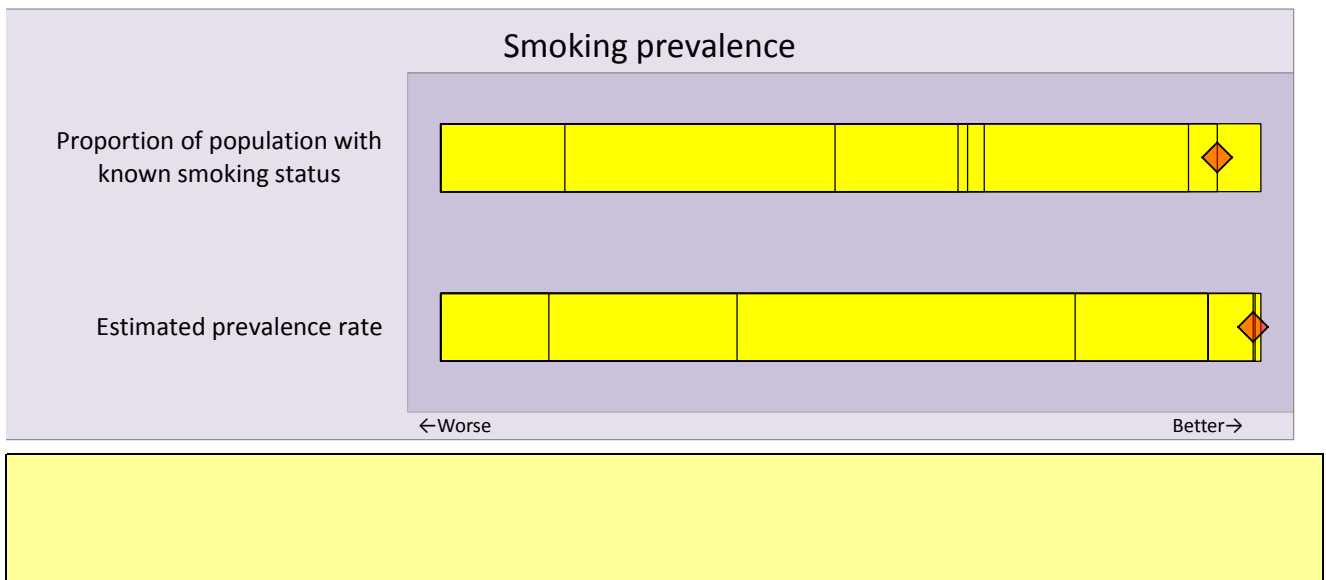 Smoking prevalence
Proportion of population with
known smoking status
Estimated prevalence rate
←Worse
Better→